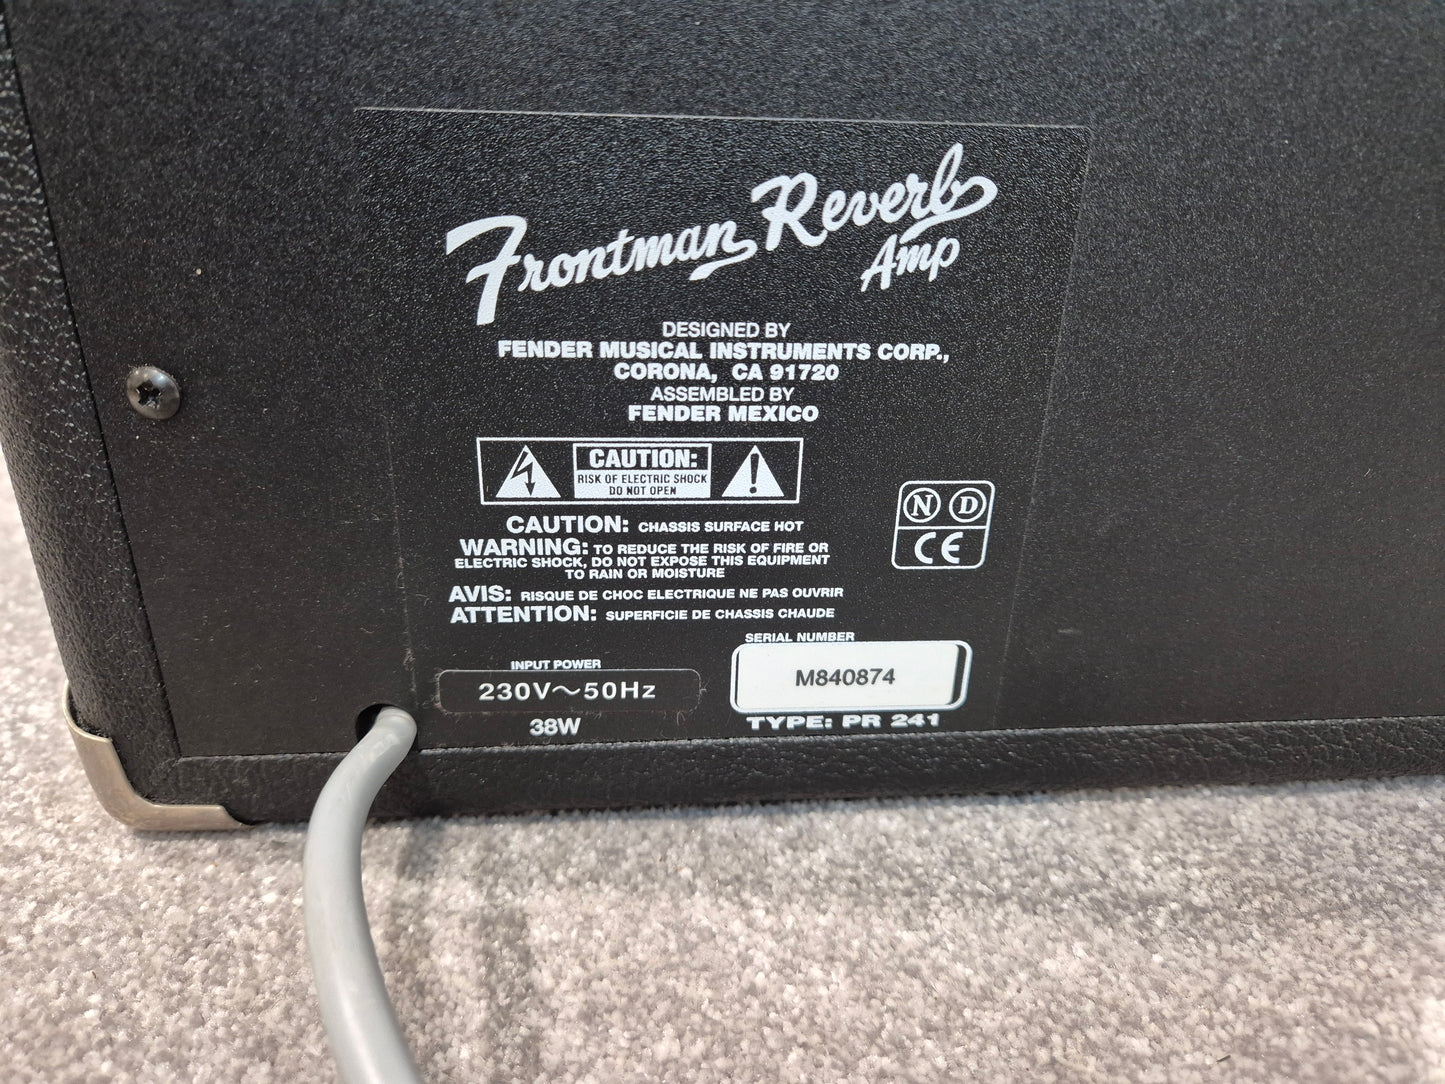 Frontman Reverb
Amp
DESIGNED BY
FENDER MUSICAL INSTRUMENTS CORP.,
CORONA, CA 91720
ASSEMBLED BY
FENDER MEXICO
CAUTION:
RISK OF ELECTRIC SHOCK
DO NOT OPEN
N D
CE
CAUTION: CHASSIS SURFACE HOT
WARNING: TO REDUCE THE RISK OF FIRE OR
ELECTRIC SHOCK, DO NOT EXPOSE THIS EQUIPMENT
TO RAIN OR MOISTURE
AVIS: RISQUE DE CHOC ELECTRIQUE NE PAS OUVRIR
ATTENTION: SUPERFICIE DE CHASSIS CHAUDE
INPUT POWER
230V～50Hz
38W
SERIAL NUMBER
M840874
TYPE: PR 241